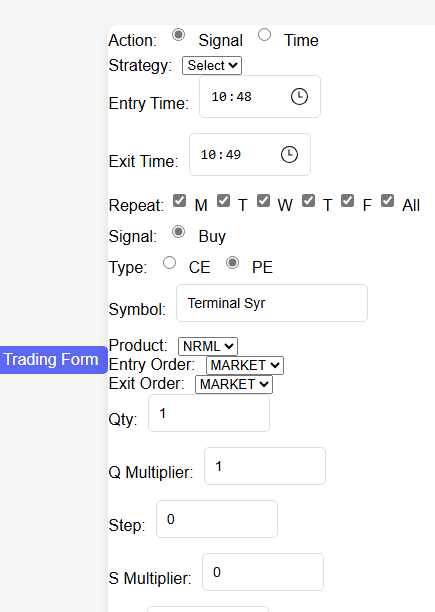 Action: Signal Time
Strategy: Select
Entry Time: 10:48
Exit Time: 10:49
Repeat: M T W T F All
Signal: Buy
Type: CE PE
Symbol: Terminal Syr
Product: NRML
Trading Form
Entry Order: MARKET
Exit Order: MARKET
Qty: 1
Q Multiplier: 1
Step: 0
S Multiplier: 0